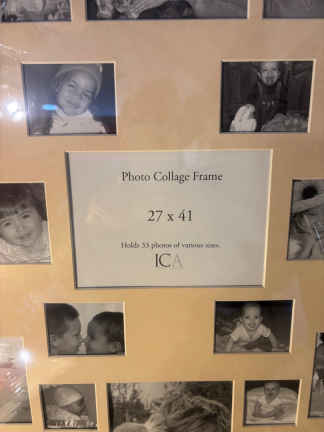 Photo Collage Frame
27 x 41
Holds 33 photos of various sizes.
ICA